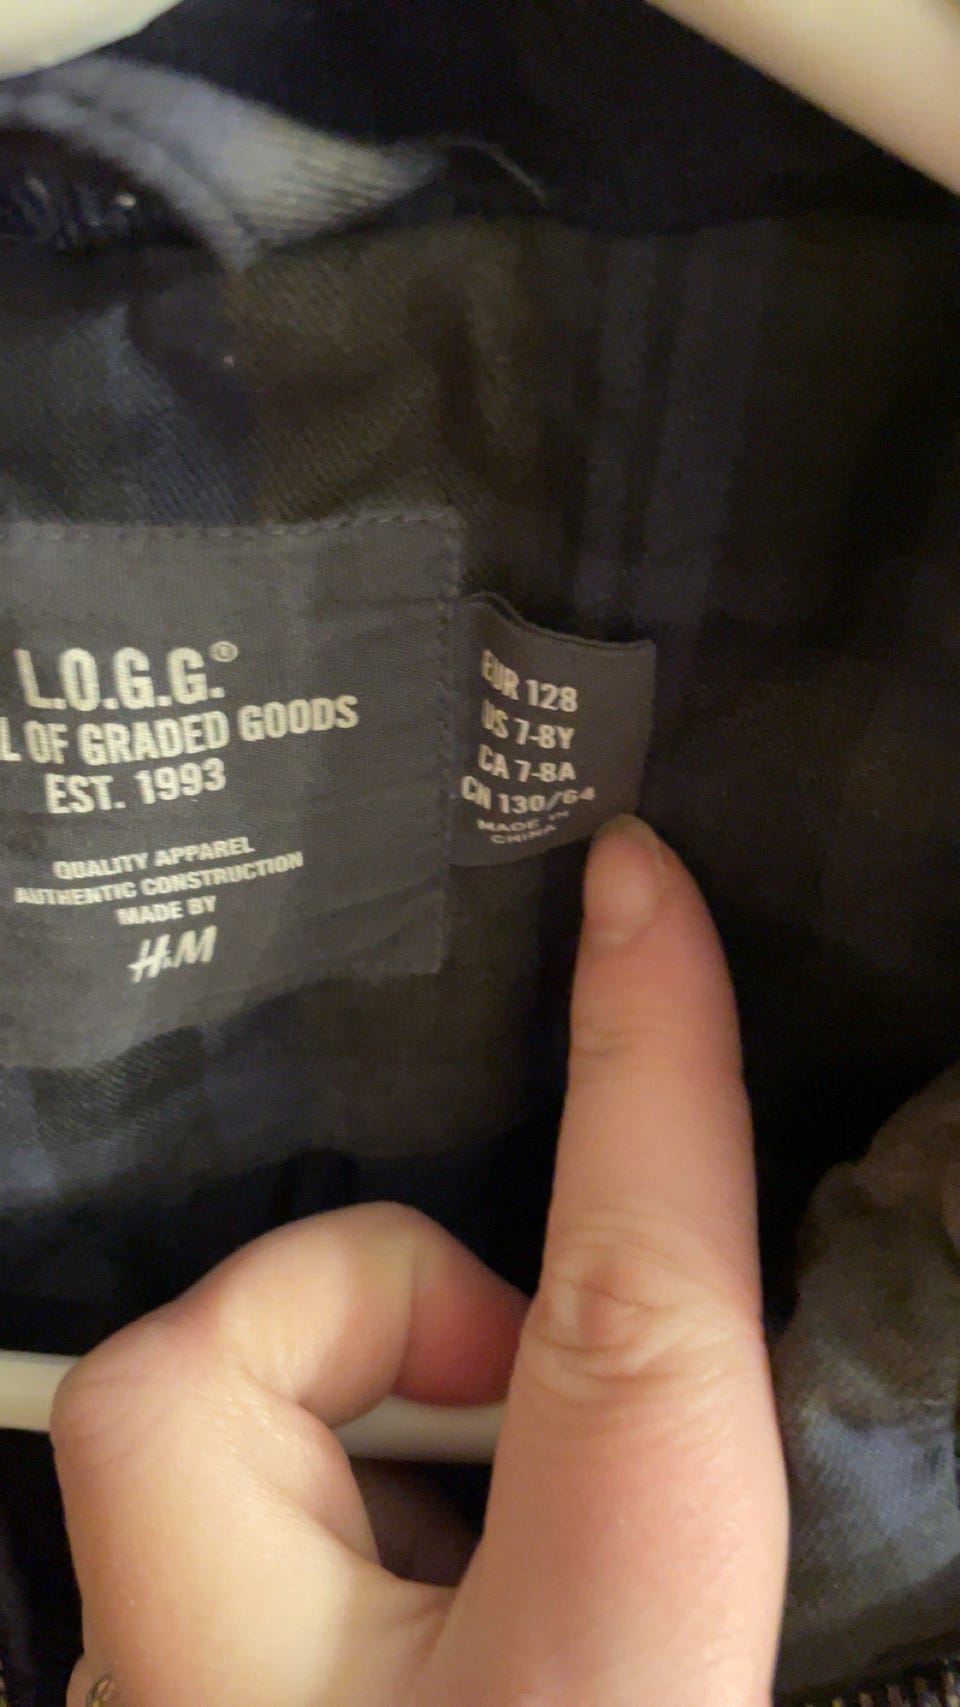 L.O.G.G.®
L OF GRADED GOODS
EST. 1993
QUALITY APPAREL
AUTHENTIC CONSTRUCTION
MADE BY
H&M
EUR 128
US 7-8Y
CA 7-8A
CN 130/64
MADE IN
CHINA